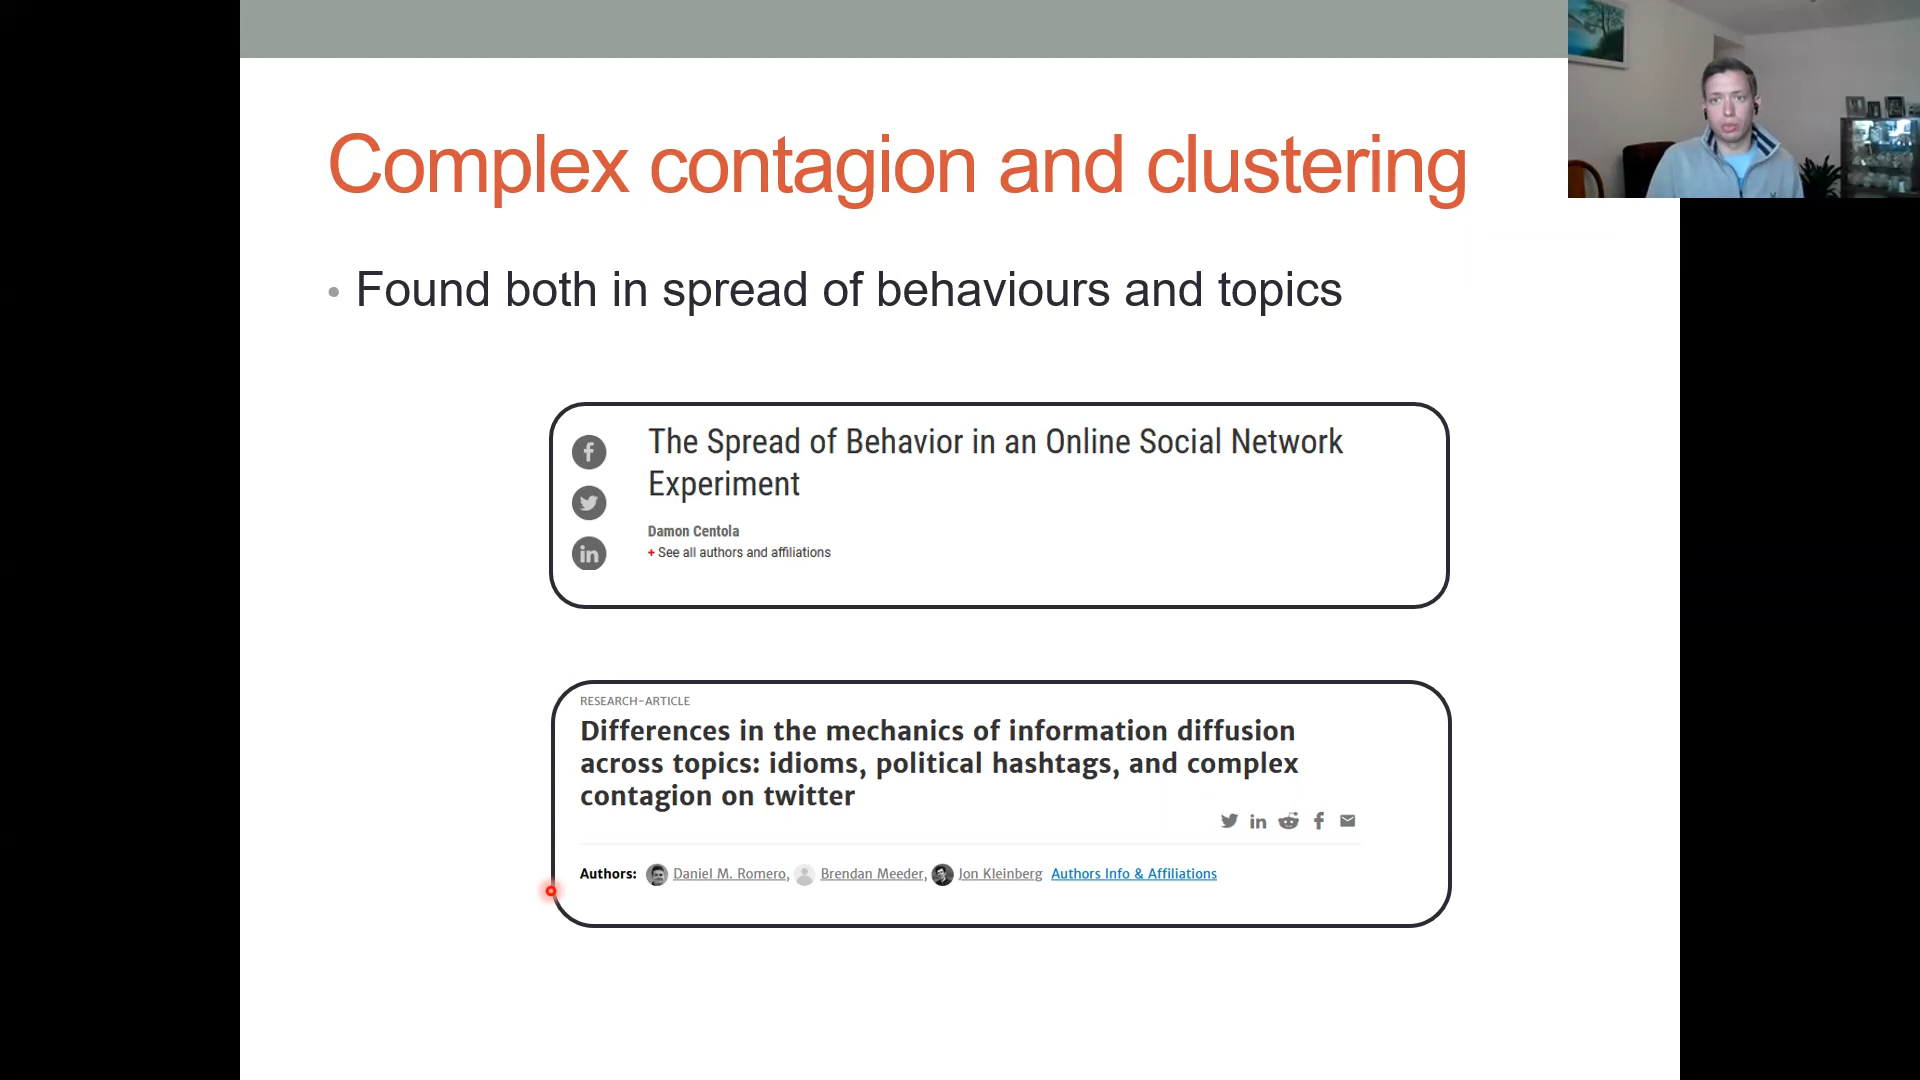 Complex contagion and clustering
• Found both in spread of behaviours and topics
The Spread of Behavior in an Online Social Network
Experiment
Damon Centola
+ See all authors and affiliations
RESEARCH-ARTICLE
Differences in the mechanics of information diffusion
across topics: idioms, political hashtags, and complex
contagion on twitter
Authors: Daniel M. Romero, Brendan Meeder, Jon Kleinberg Authors Info & Affiliations